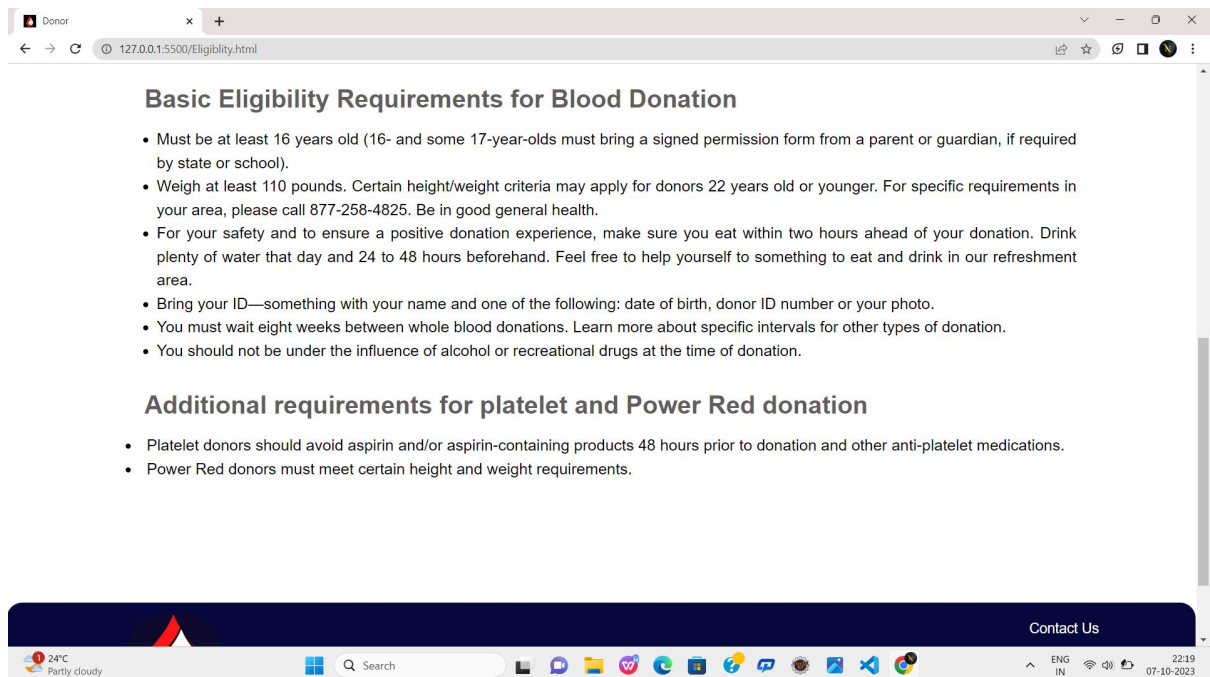 Donor
127.0.0.1:5500/Eligiblity.html
Basic Eligibility Requirements for Blood Donation
• Must be at least 16 years old (16- and some 17-year-olds must bring a signed permission form from a parent or guardian, if required
by state or school).
• Weigh at least 110 pounds. Certain height/weight criteria may apply for donors 22 years old or younger. For specific requirements in
your area, please call 877-258-4825. Be in good general health.
• For your safety and to ensure a positive donation experience, make sure you eat within two hours ahead of your donation. Drink
plenty of water that day and 24 to 48 hours beforehand. Feel free to help yourself to something to eat and drink in our refreshment
area.
• Bring your ID—something with your name and one of the following: date of birth, donor ID number or your photo.
• You must wait eight weeks between whole blood donations. Learn more about specific intervals for other types of donation.
• You should not be under the influence of alcohol or recreational drugs at the time of donation.
Additional requirements for platelet and Power Red donation
• Platelet donors should avoid aspirin and/or aspirin-containing products 48 hours prior to donation and other anti-platelet medications.
• Power Red donors must meet certain height and weight requirements.
Contact Us
1
24°C
Partly cloudy
Search
ENG
IN
22:19
07-10-2023